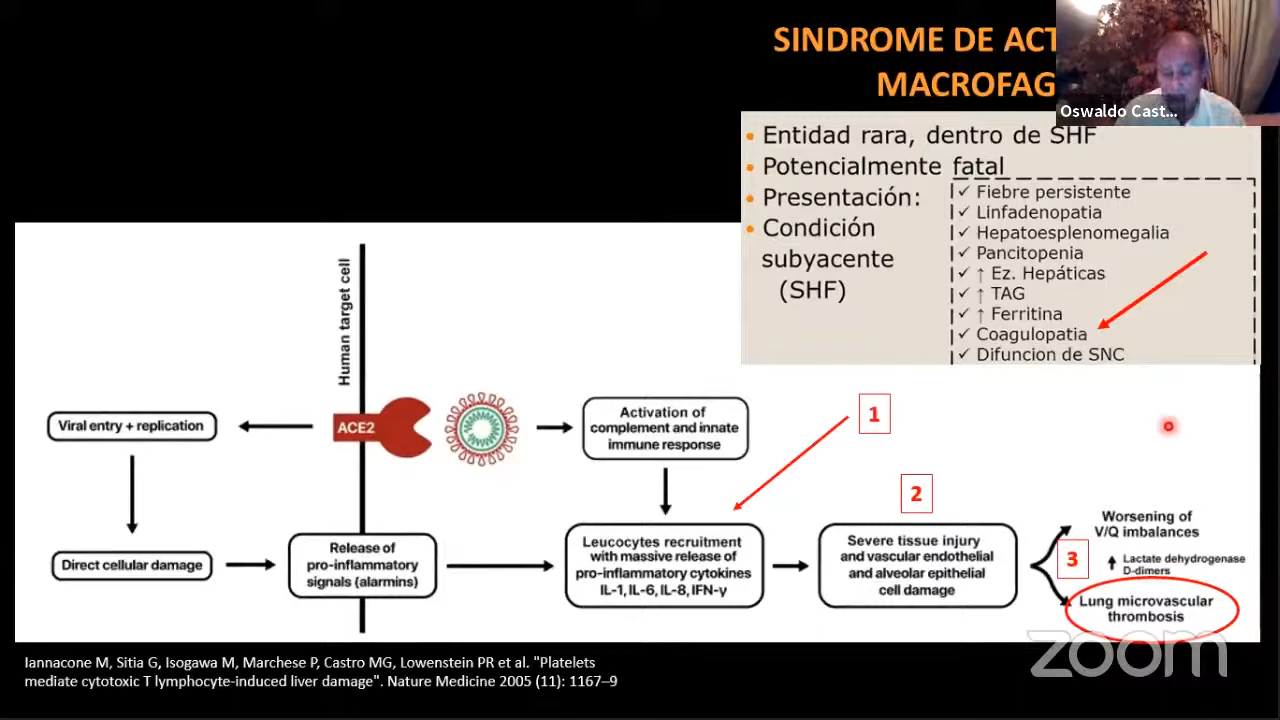 SINDROME DE ACT
MACROFAG
Oswaldo Cast...
• Entidad rara, dentro de SHF
• Potencialmente fatal
• Presentación:
• Condición
subyacente
(SHF)
✓ Fiebre persistente
✓ Linfadenopatia
✓ Hepatoesplenomegalia
✓ Pancitopenia
✓ ↑ Ez. Hepáticas
✓ ↑ TAG
✓ ↑ Ferritina
✓ Coagulopatia
✓ Difuncion de SNC
Human target cell
Viral entry + replication
ACE2
Activation of
complement and innate
immune response
1
2
Direct cellular damage
Release of
pro-inflammatory
signals (alarmins)
Leucocytes recruitment
with massive release of
pro-inflammatory cytokines
IL-1, IL-6, IL-8, IFN-γ
Severe tissue injury
and vascular endothelial
and alveolar epithelial
cell damage
Worsening of
V/Q imbalances
3
↑ Lactate dehydrogenase
D-dimers
Lung microvascular
thrombosis
zoom
Iannacone M, Sitia G, Isogawa M, Marchese P, Castro MG, Lowenstein PR et al. "Platelets
mediate cytotoxic T lymphocyte-induced liver damage". Nature Medicine 2005 (11): 1167–9